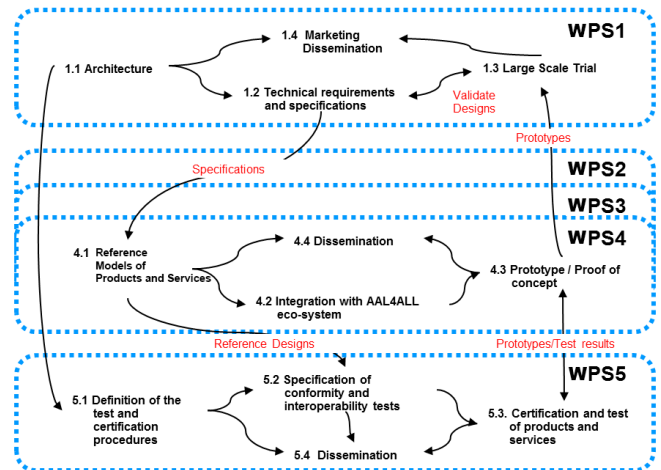 WPS1
1.4 Marketing
Dissemination
1.1 Architecture
1.3 Large Scale Trial
1.2 Technical requirements
and specifications
Validate
Designs
Prototypes
Specifications
WPS2
WPS3
WPS4
4.1 Reference
Models of
Products and Services
4.4 Dissemination
4.3 Prototype / Proof of
concept
4.2 Integration with AAL4ALL
eco-system
Reference Designs
Prototypes/Test results
WPS5
5.1 Definition of the
test and
certification
procedures
5.2 Specification of
conformity and
interoperability tests
5.3. Certification and test
of products and
services
5.4 Dissemination